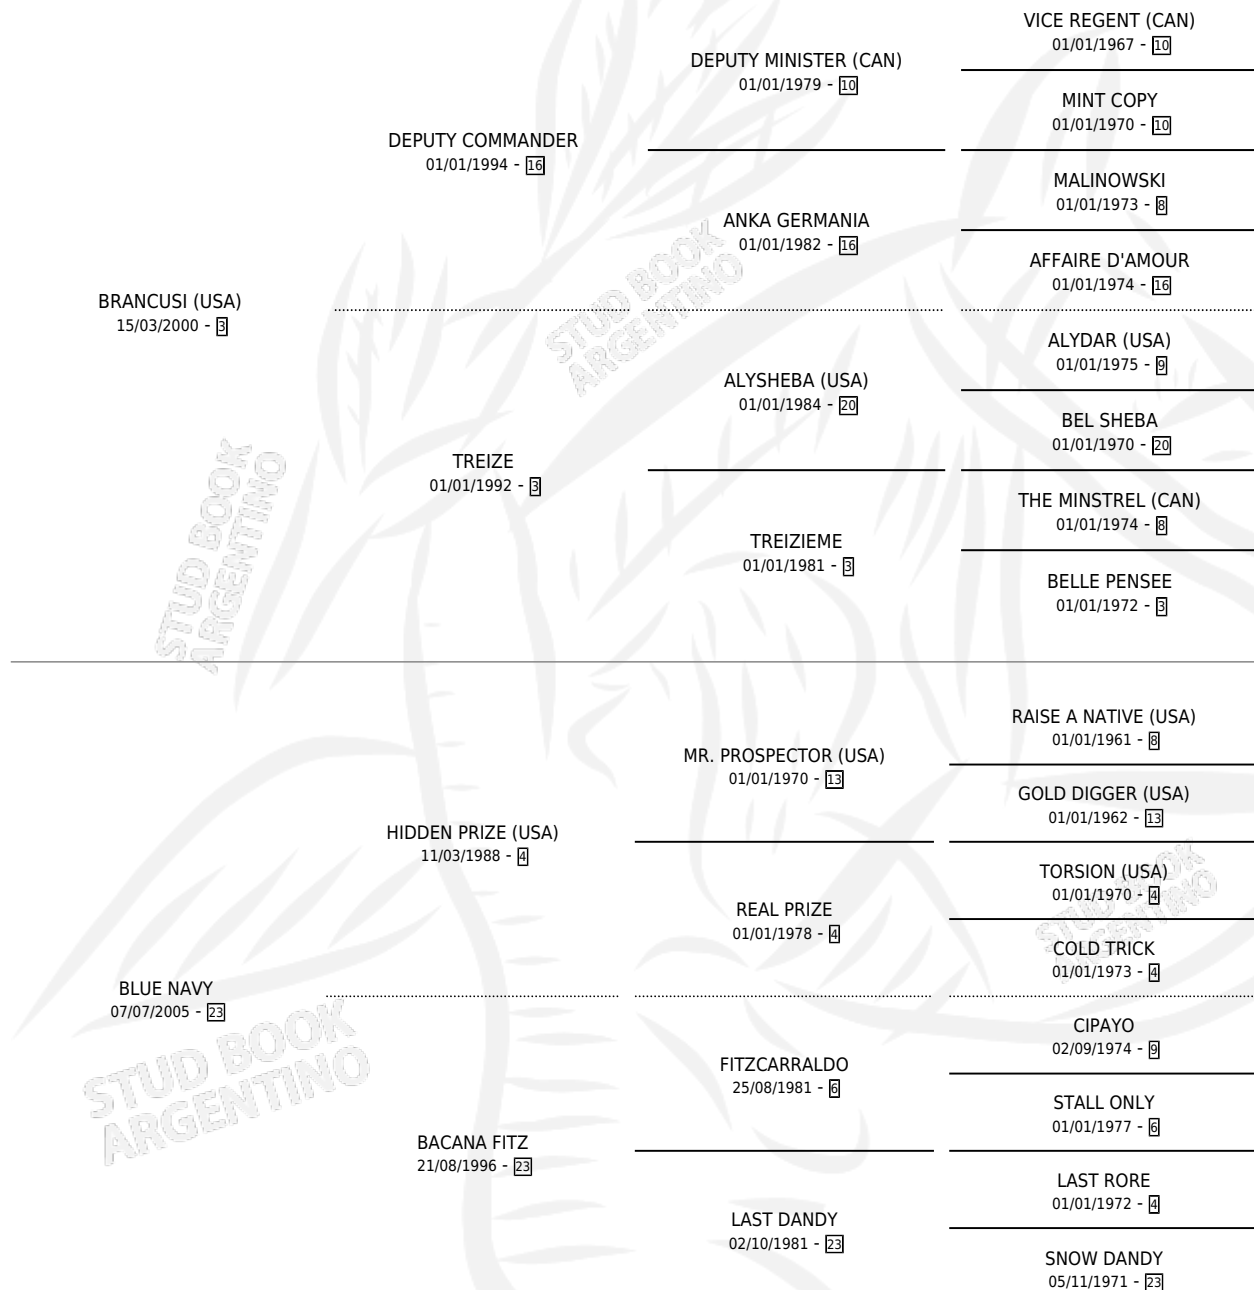 VICE REGENT (CAN)
01/01/1967 - 10
DEPUTY MINISTER (CAN)
01/01/1979 - 10
MINT COPY
01/01/1970 - 10
DEPUTY COMMANDER
01/01/1994 - 16
MALINOWSKI
01/01/1973 - 8
ANKA GERMANIA
01/01/1982 - 16
AFFAIRE D'AMOUR
01/01/1974 - 16
BRANCUSI (USA)
15/03/2000 - 3
STUD BOOK
ARGENTINO
ALYDAR (USA)
01/01/1975 - 9
ALYSHEBA (USA)
01/01/1984 - 20
BEL SHEBA
01/01/1970 - 20
TREIZE
01/01/1992 - 3
THE MINSTREL (CAN)
01/01/1974 - 8
TREIZIEME
01/01/1981 - 3
BELLE PENSEE
01/01/1972 - 3
STUD BOOK
ARGENTINO
RAISE A NATIVE (USA)
01/01/1961 - 8
MR. PROSPECTOR (USA)
01/01/1970 - 13
GOLD DIGGER (USA)
01/01/1962 - 13
HIDDEN PRIZE (USA)
11/03/1988 - 4
TORSION (USA)
01/01/1970 - 4
REAL PRIZE
01/01/1978 - 4
COLD TRICK
01/01/1973 - 4
STUD BOOK
ARGENTINO
BLUE NAVY
07/07/2005 - 23
CIPAYO
02/09/1974 - 9
FITZCARRALDO
25/08/1981 - 6
STALL ONLY
01/01/1977 - 6
STUD BOOK
ARGENTINO
BACANA FITZ
21/08/1996 - 23
LAST RORE
01/01/1972 - 4
LAST DANDY
02/10/1981 - 23
SNOW DANDY
05/11/1971 - 23